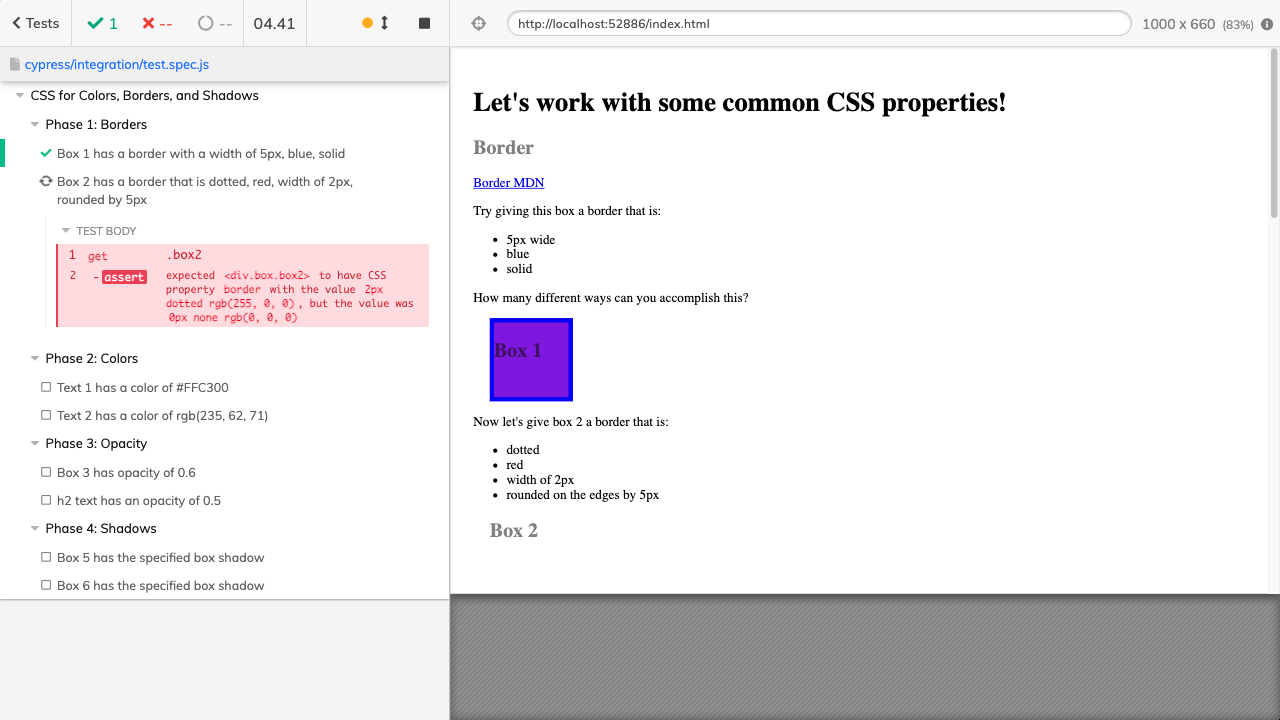 Tests
1
--
--
04.41
http://localhost:52886/index.html
1000 x 660 (83%)
cypress/integration/test.spec.js
CSS for Colors, Borders, and Shadows
Phase 1: Borders
Box 1 has a border with a width of 5px, blue, solid
Box 2 has a border that is dotted, red, width of 2px,
rounded by 5px
TEST BODY
1 get .box2
2 -assert expected <div.box.box2> to have CSS
property border with the value 2px
dotted rgb(255, 0, 0), but the value was
0px none rgb(0, 0, 0)
Phase 2: Colors
Text 1 has a color of #FFC300
Text 2 has a color of rgb(235, 62, 71)
Phase 3: Opacity
Box 3 has opacity of 0.6
h2 text has an opacity of 0.5
Phase 4: Shadows
Box 5 has the specified box shadow
Box 6 has the specified box shadow
Let's work with some common CSS properties!
Border
Border MDN
Try giving this box a border that is:
• 5px wide
• blue
• solid
How many different ways can you accomplish this?
Box 1
Now let's give box 2 a border that is:
• dotted
• red
• width of 2px
• rounded on the edges by 5px
Box 2